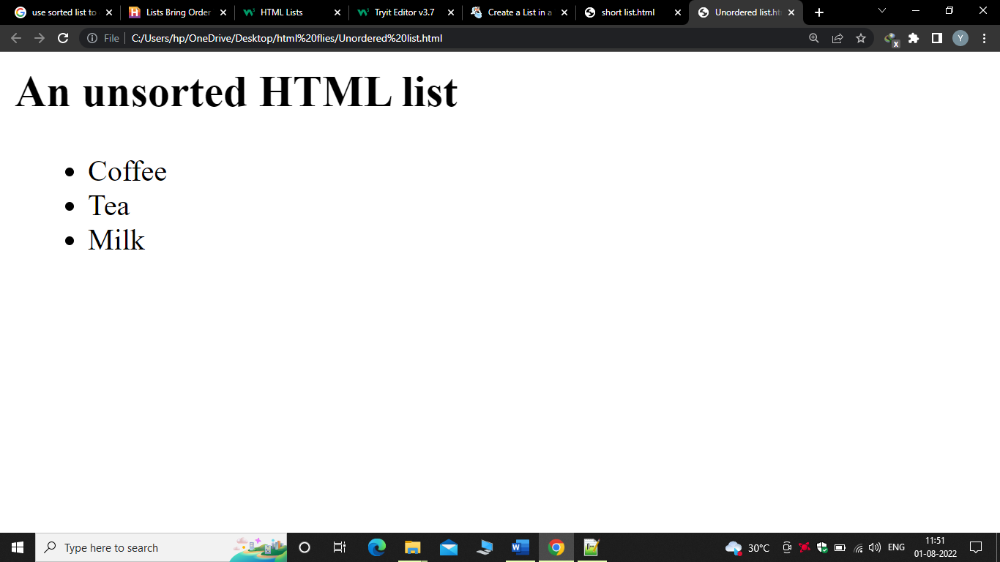 use sorted list to
Lists Bring Order
HTML Lists
Tryit Editor v3.7
Create a List in a
short list.html
Unordered list.ht
File
C:/Users/hp/OneDrive/Desktop/html%20flies/Unordered%20list.html
x
Y
An unsorted HTML list
• Coffee
• Tea
• Milk
Type here to search
30°C
ENG
11:51
01-08-2022